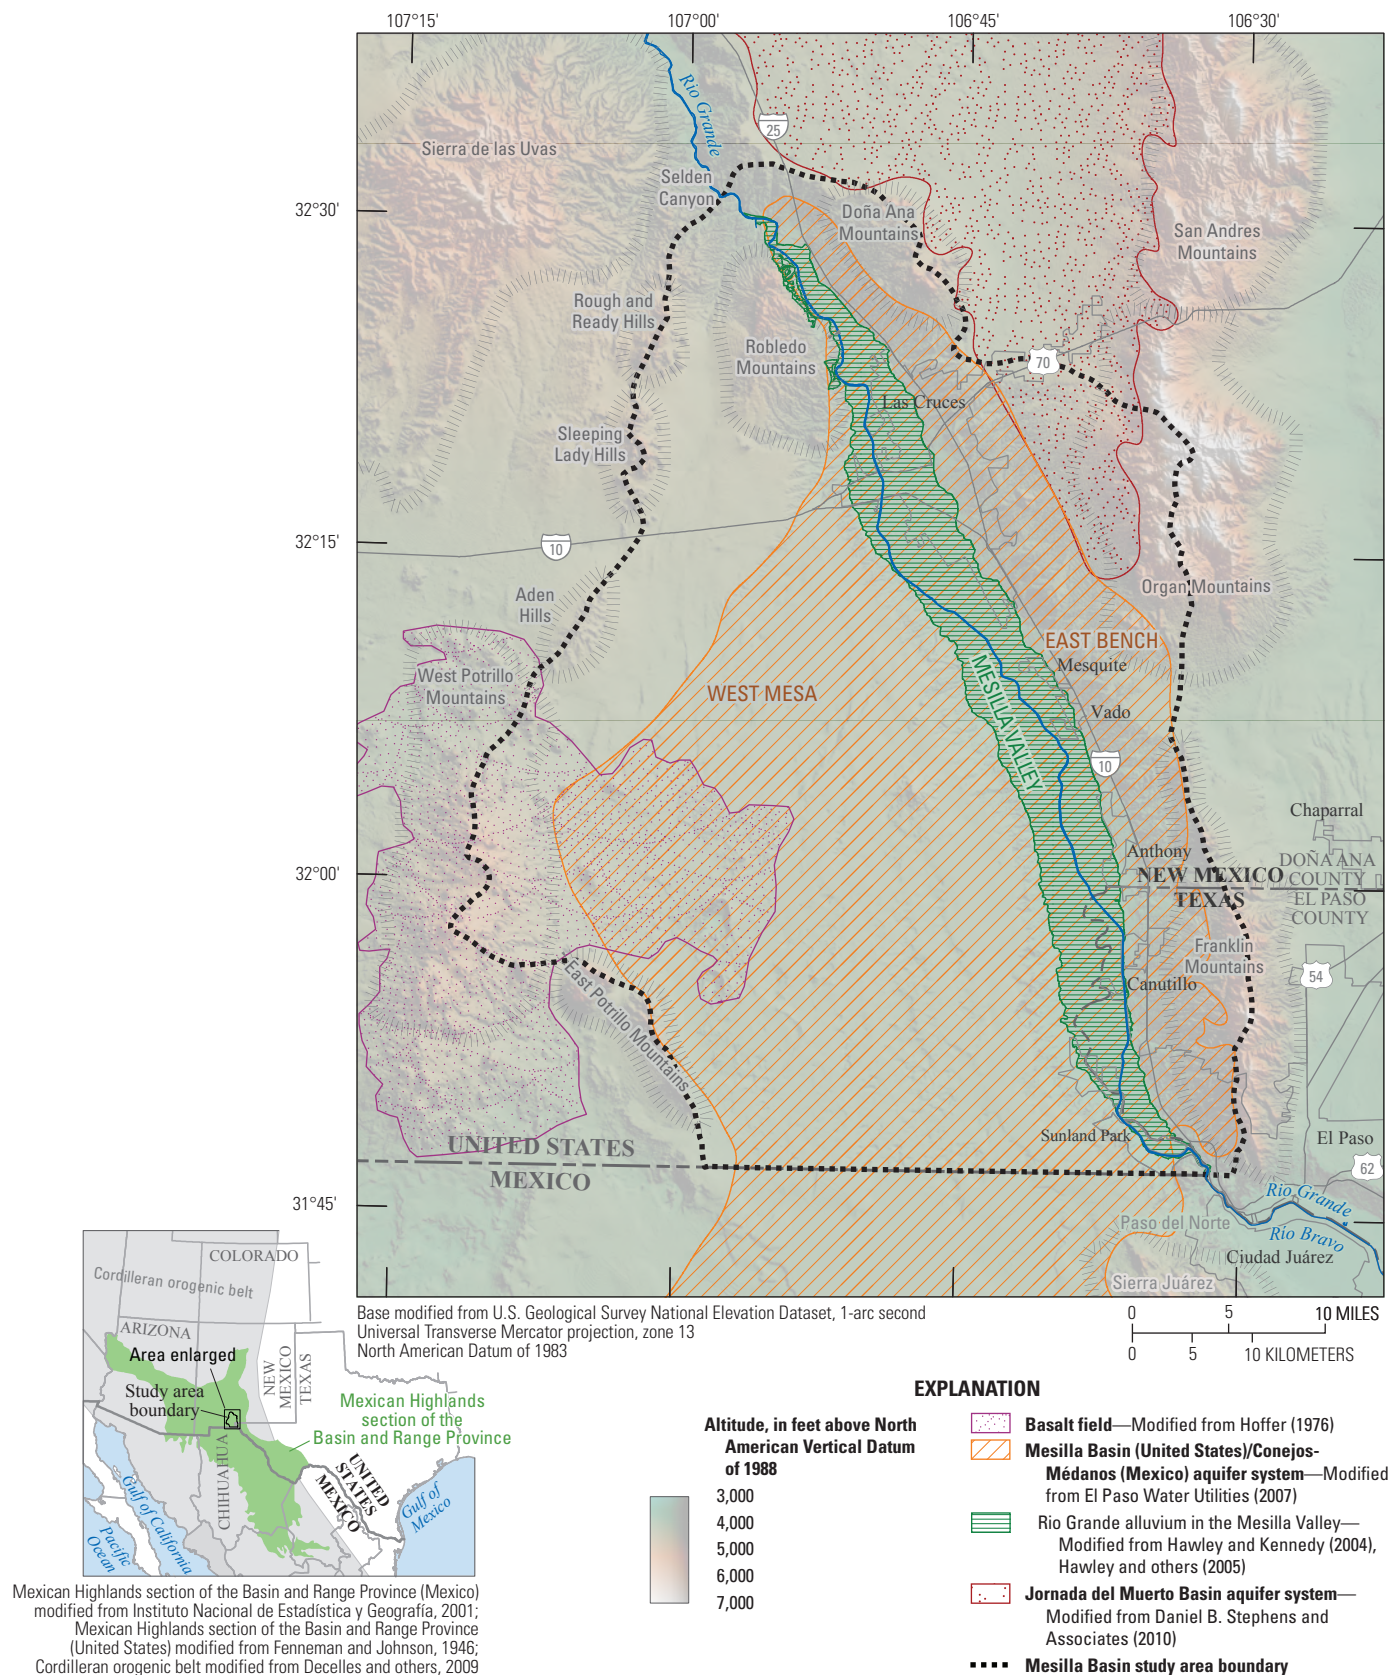 107°15'
107°00'
106°45'
106°30'
Rio Grande
25
Sierra de las Uvas
Selden
Canyon
32°30'
Doña Ana
Mountains
San Andres
Mountains
Rough and
Ready Hills
Robledo
Mountains
70
Las Cruces
Sleeping
Lady Hills
32°15'
10
Aden
Hills
Organ Mountains
EAST BENCH
Mesquite
West Potrillo
Mountains
WEST MESA
MESILLA VALLEY
Vado
10
Chaparral
Anthony
DOÑA ANA
COUNTY
32°00'
NEW MEXICO
TEXAS
EL PASO
COUNTY
Franklin
Mountains
54
East Potrillo Mountains
Canutillo
Sunland Park
El Paso
UNITED STATES
MEXICO
62
31°45'
Rio Grande
Río Bravo
Paso del Norte
Ciudad Juárez
Sierra Juárez
COLORADO
Cordilleran orogenic belt
ARIZONA
Area enlarged
NEW
MEXICO
TEXAS
Study area
boundary
Mexican Highlands
section of the
Basin and Range Province
CHIHUAHUA
UNITED
STATES
MEXICO
Gulf of California
Gulf of
Mexico
Pacific
Ocean
Base modified from U.S. Geological Survey National Elevation Dataset, 1-arc second
Universal Transverse Mercator projection, zone 13
North American Datum of 1983
0 5 10 MILES
0 5 10 KILOMETERS
Mexican Highlands section of the Basin and Range Province (Mexico)
modified from Instituto Nacional de Estadística y Geografía, 2001;
Mexican Highlands section of the Basin and Range Province
(United States) modified from Fenneman and Johnson, 1946;
Cordilleran orogenic belt modified from Decelles and others, 2009
EXPLANATION
Altitude, in feet above North
American Vertical Datum
of 1988
3,000
4,000
5,000
6,000
7,000
Basalt field—Modified from Hoffer (1976)
Mesilla Basin (United States)/Conejos-
Médanos (Mexico) aquifer system—Modified
from El Paso Water Utilities (2007)
Rio Grande alluvium in the Mesilla Valley—
Modified from Hawley and Kennedy (2004),
Hawley and others (2005)
Jornada del Muerto Basin aquifer system—
Modified from Daniel B. Stephens and
Associates (2010)
Mesilla Basin study area boundary